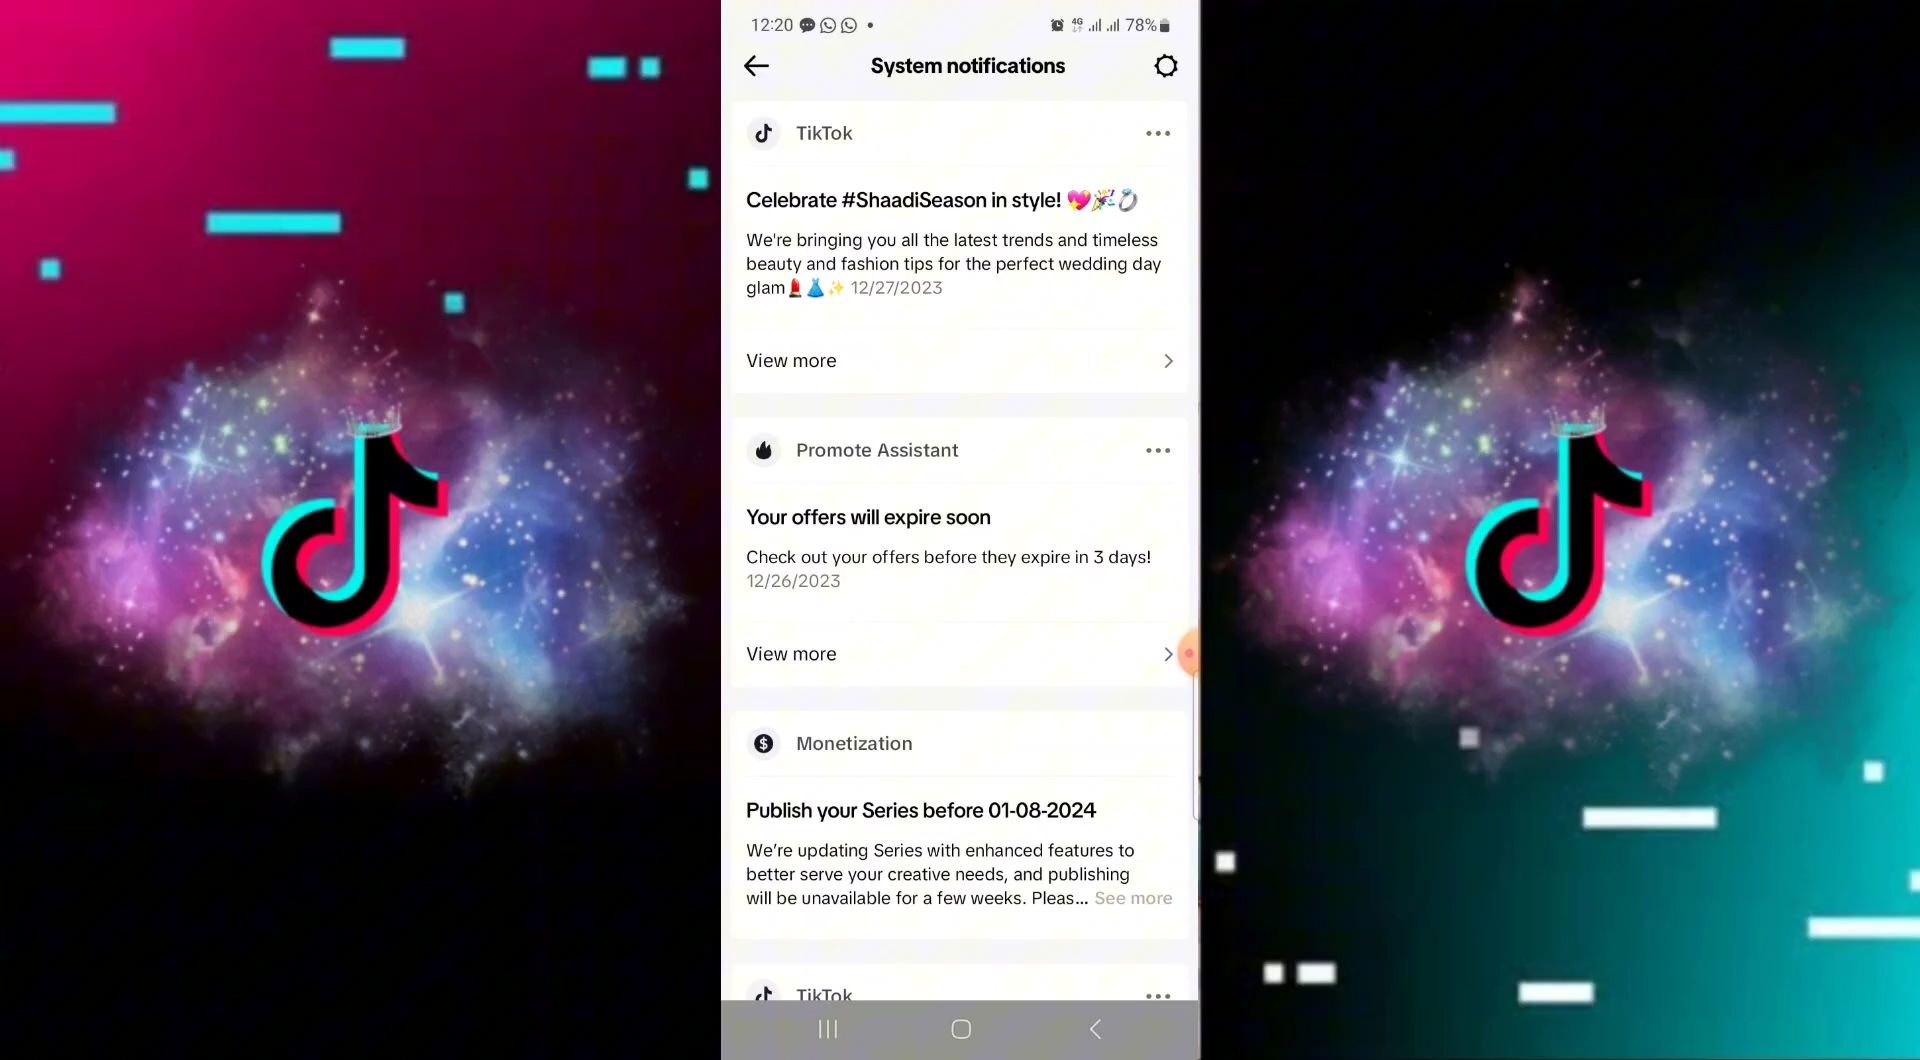 12:20 4G 78%
System notifications
TikTok
Celebrate #ShaadiSeason in style! 💖🎉💍
We're bringing you all the latest trends and timeless
beauty and fashion tips for the perfect wedding day
glam💄👗✨ 12/27/2023
View more
Promote Assistant
Your offers will expire soon
Check out your offers before they expire in 3 days!
12/26/2023
View more
Monetization
Publish your Series before 01-08-2024
We’re updating Series with enhanced features to
better serve your creative needs, and publishing
will be unavailable for a few weeks. Pleas... See more
TikTok